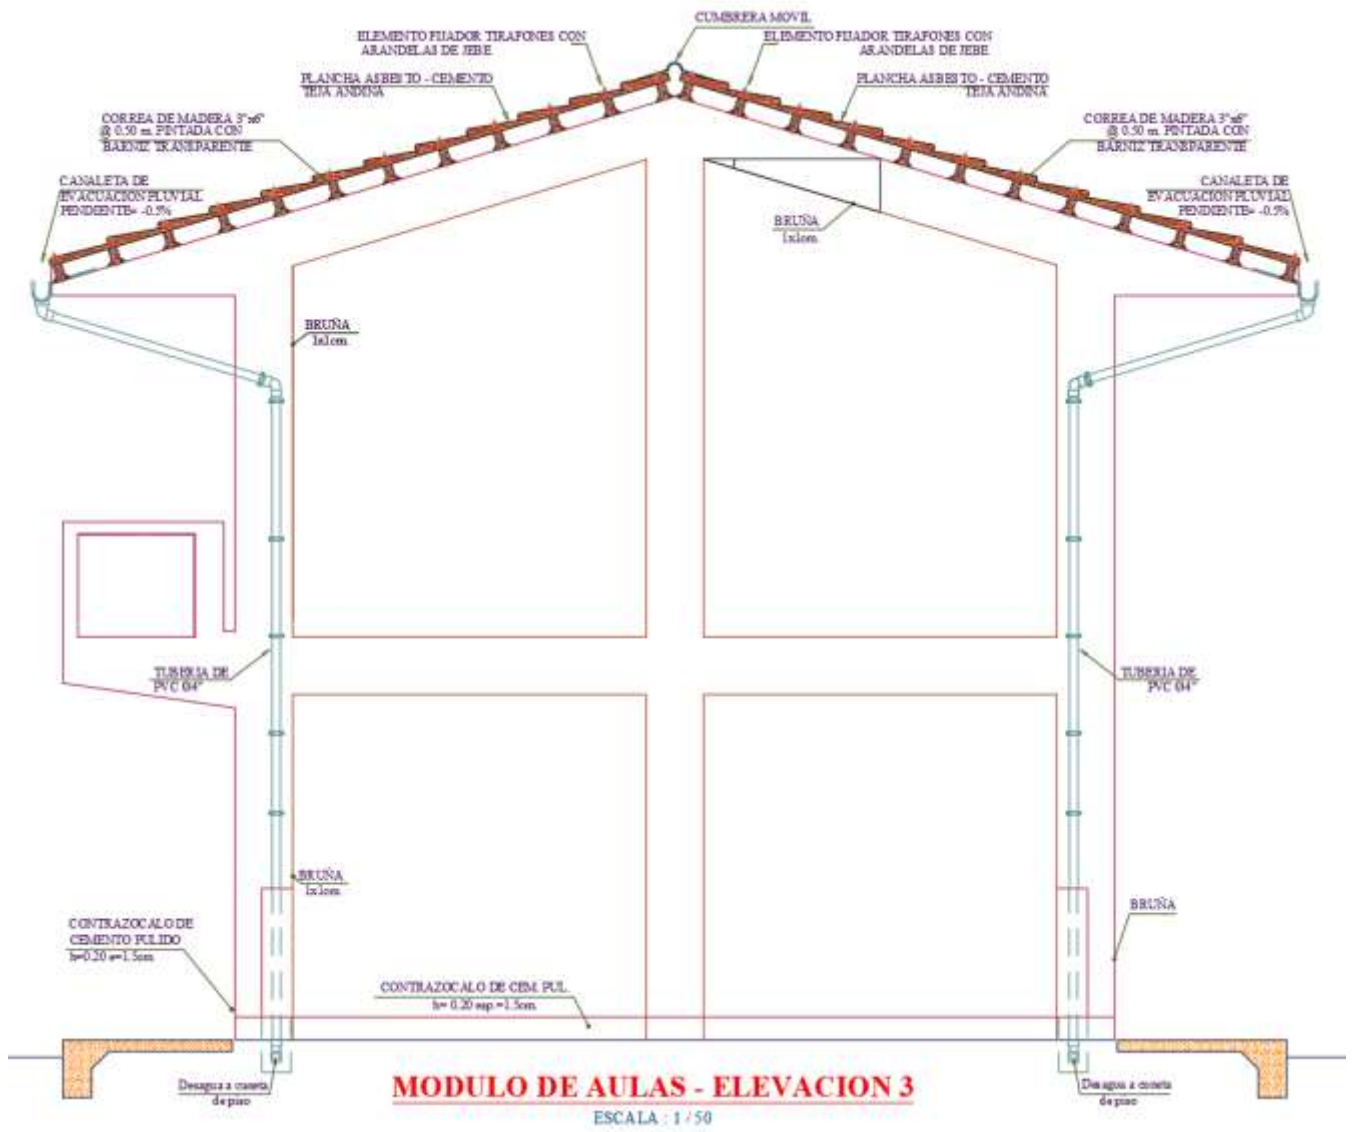 CUMBRERA MOVIL
ELEMENTO FIJADOR TIRAFONES CON
ARANDELAS DE JEBE
ELEMENTO FIJADOR TIRAFONES CON
ARANDELAS DE JEBE
PLANCHA ASBESTO - CEMENTO
TEJA ANDINA
PLANCHA ASBESTO - CEMENTO
TEJA ANDINA
CORREA DE MADERA 3"x6"
@ 0.50 m. PINTADA CON
BARNIZ TRANSPARENTE
CORREA DE MADERA 3"x6"
@ 0.50 m. PINTADA CON
BARNIZ TRANSPARENTE
CANALETA DE
EVACUACION PLUVIAL
PENDIENTE= -0.5%
CANALETA DE
EVACUACION PLUVIAL
PENDIENTE= -0.5%
BRUÑA
1x1cm.
BRUÑA
1x1cm.
TUBERIA DE
PVC Ø4"
TUBERIA DE
PVC Ø4"
BRUÑA
1x1cm.
BRUÑA
CONTRAZOCALO DE
CEMENTO PULIDO
h=0.20 e=1.5cm.
CONTRAZOCALO DE CEM. PUL.
h= 0.20 esp.=1.5cm.
Desagua a cuneta
de piso
Desagua a cuneta
de piso
MODULO DE AULAS - ELEVACION 3
ESCALA : 1 / 50